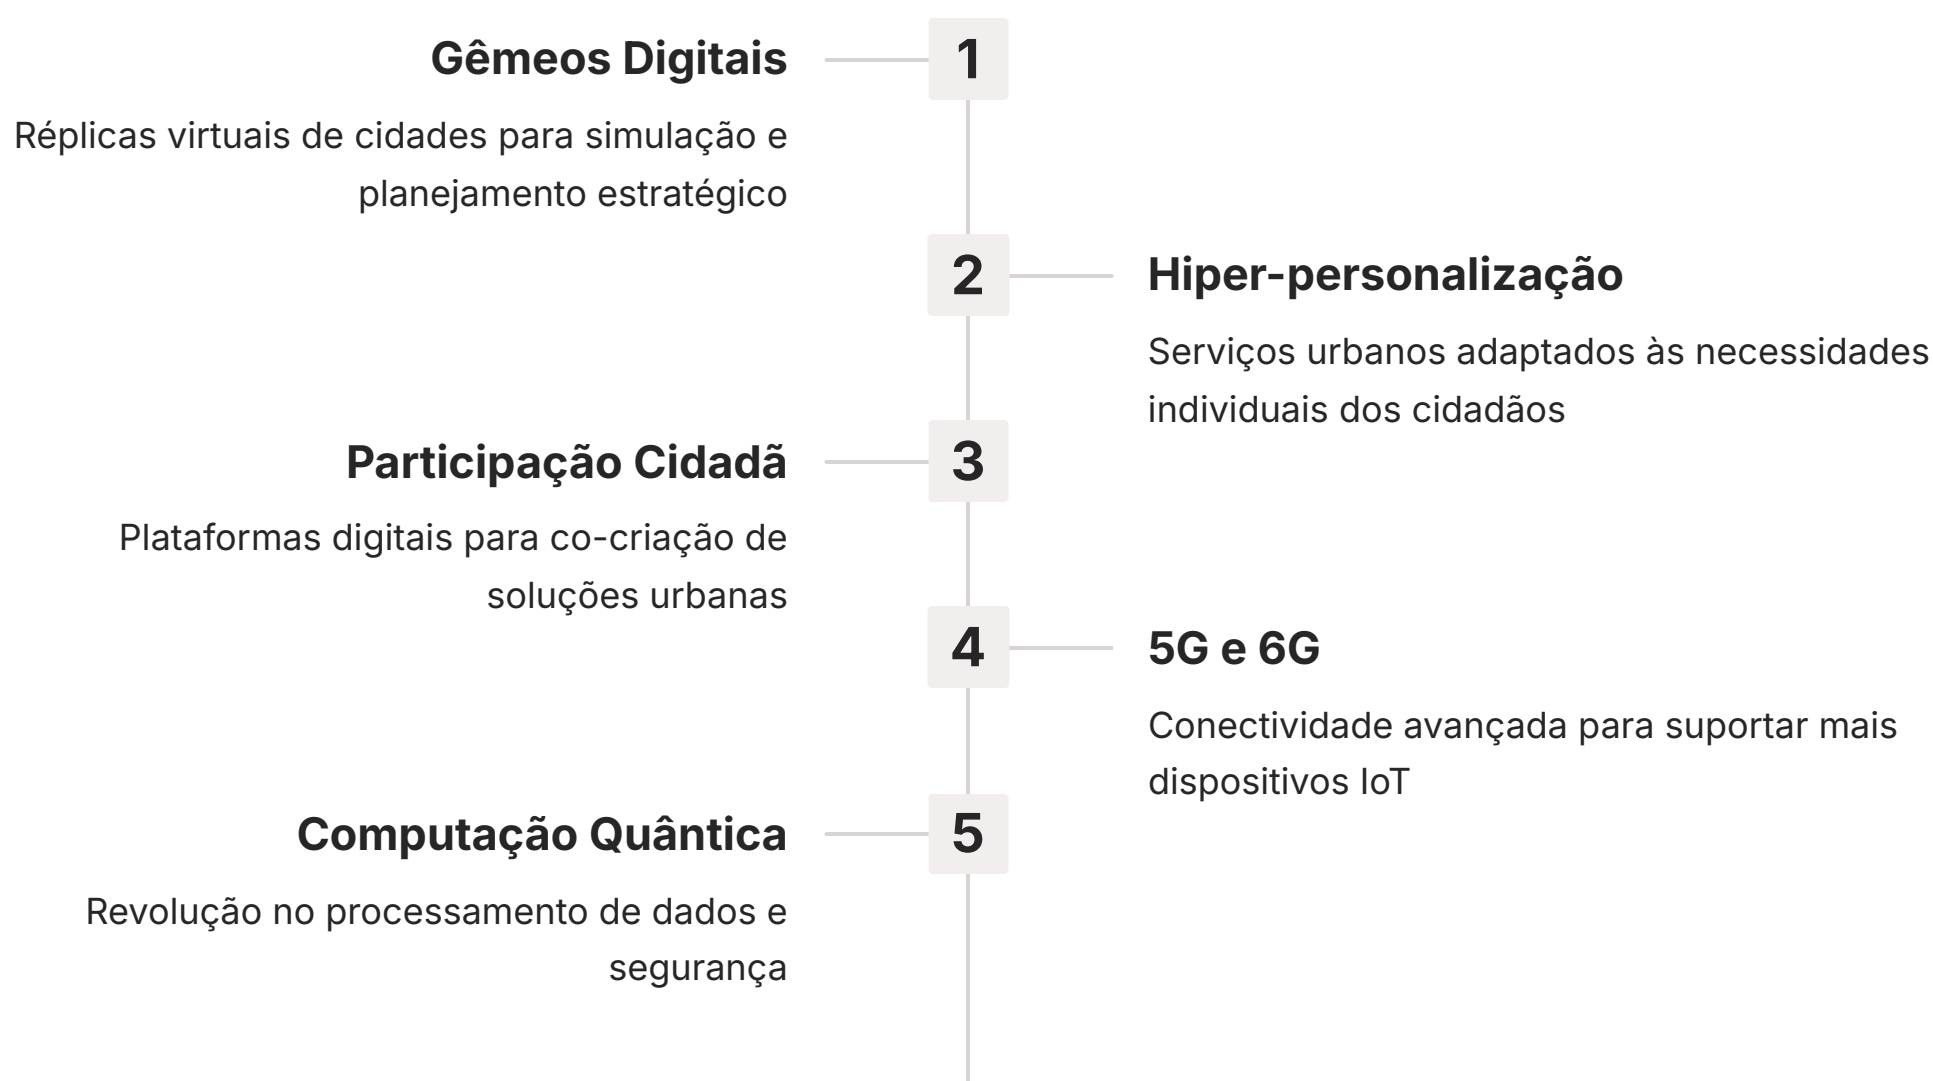 Gêmeos Digitais
1
Réplicas virtuais de cidades para simulação e
planejamento estratégico
2
Hiper-personalização
Serviços urbanos adaptados às necessidades
individuais dos cidadãos
Participação Cidadã
3
Plataformas digitais para co-criação de
soluções urbanas
4
5G e 6G
Conectividade avançada para suportar mais
dispositivos IoT
Computação Quântica
5
Revolução no processamento de dados e
segurança